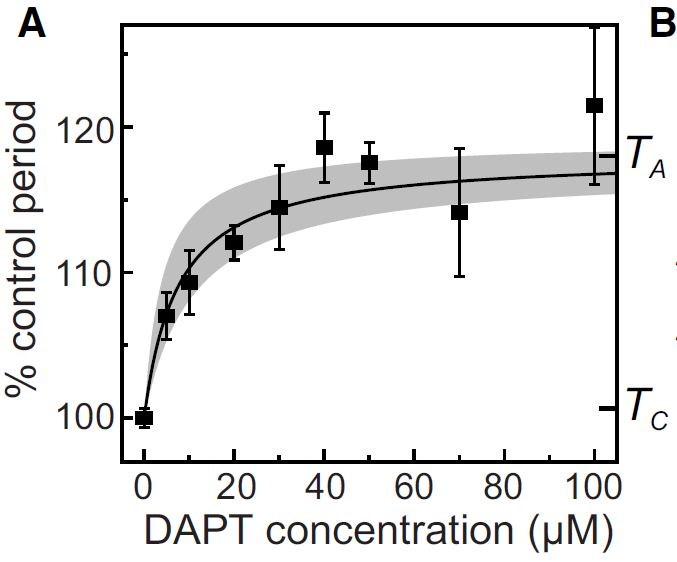 A
B
% control period
120
110
100
T_A
T_C
0 20 40 60 80 100
DAPT concentration (µM)